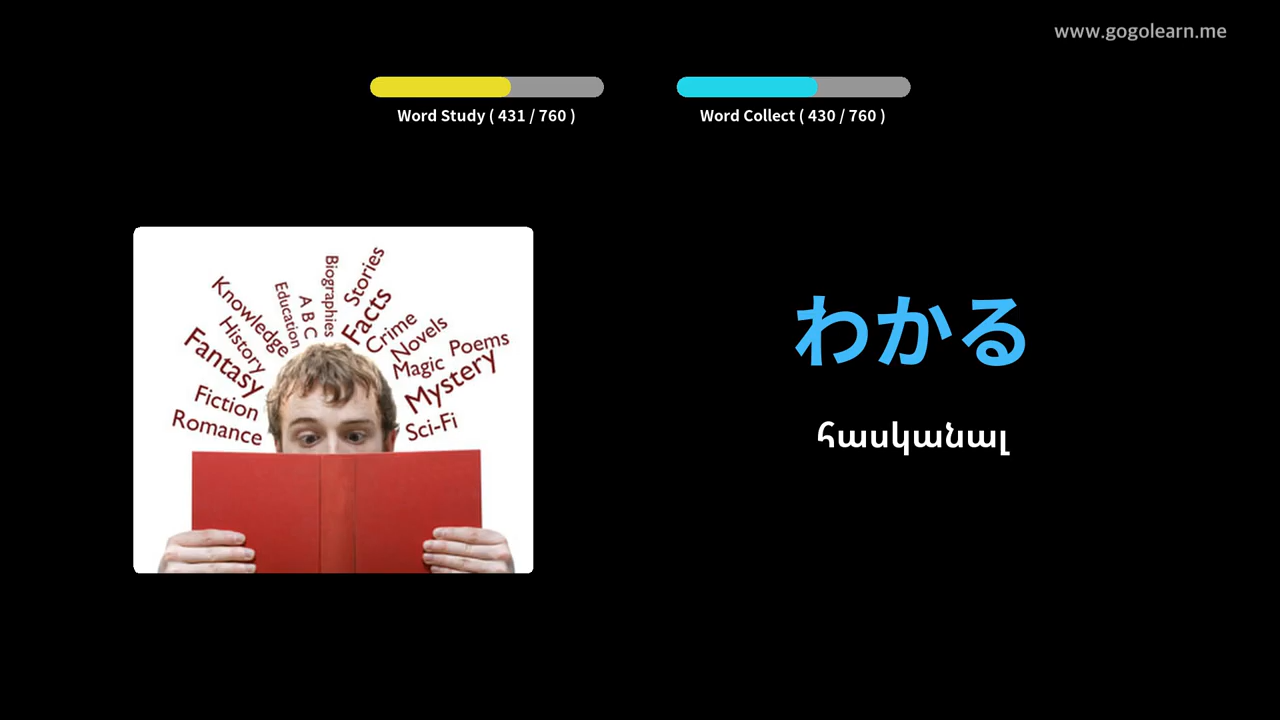 www.gogolearn.me
Word Study ( 431 / 760 )
Word Collect ( 430 / 760 )
Biographies
Stories
Education
A B C
Facts
Knowledge
Crime
History
Novels
Poems
Fantasy
Magic
Mystery
Fiction
Romance
Sci-Fi
わかる
հասկանալ